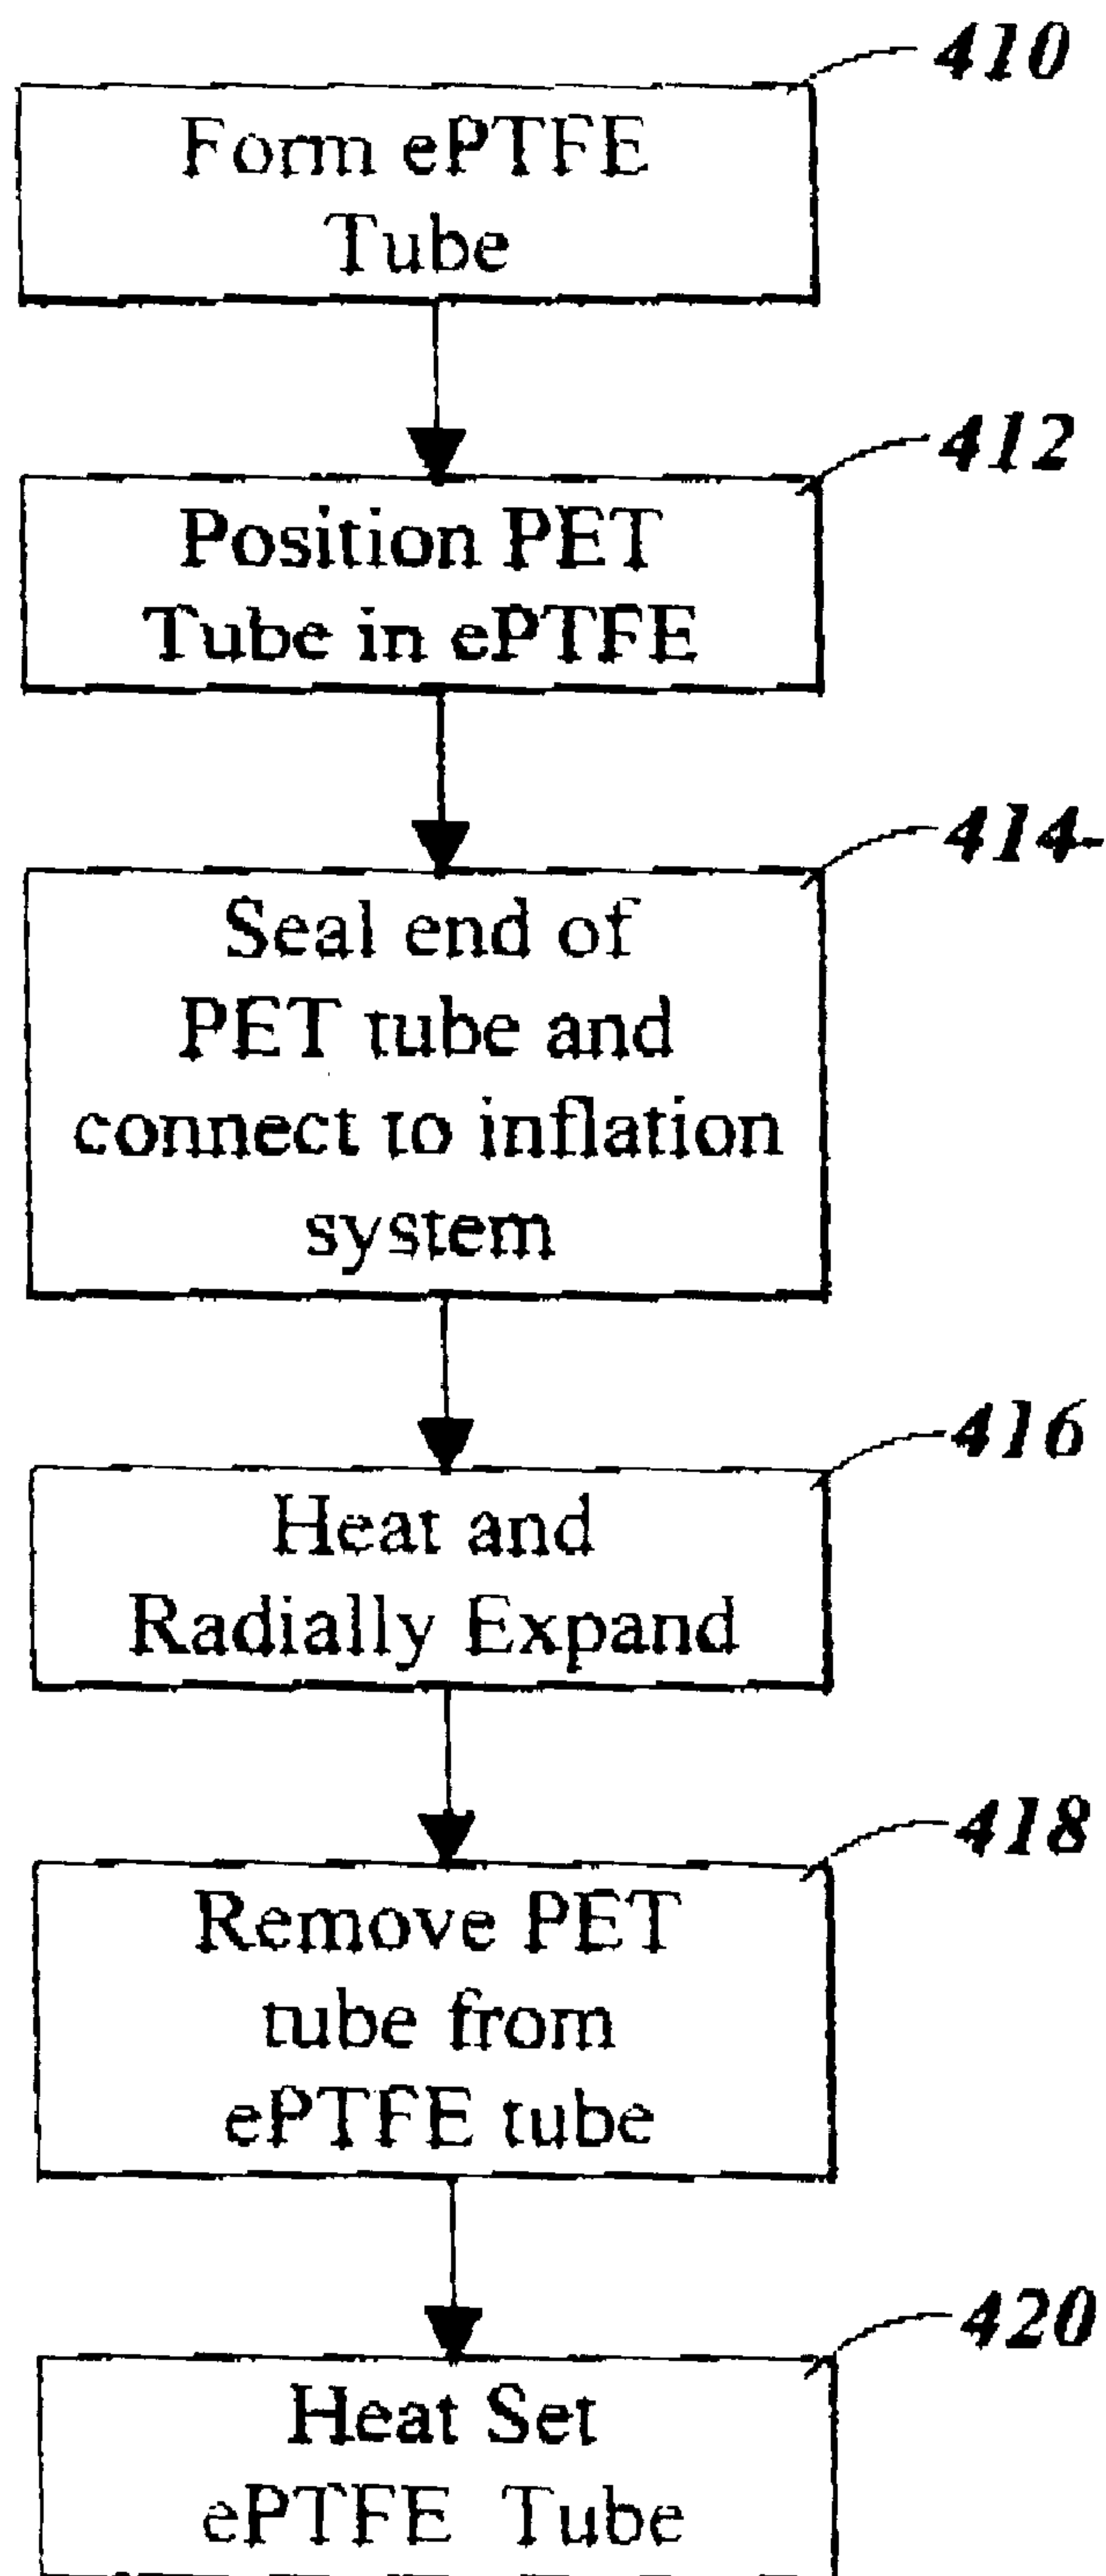 410
Form ePTFE
Tube
412
Position PET
Tube in ePTFE
414
Seal end of
PET tube and
connect to inflation
system
416
Heat and
Radially Expand
418
Remove PET
tube from
ePTFE tube
420
Heat Set
ePTFE Tube